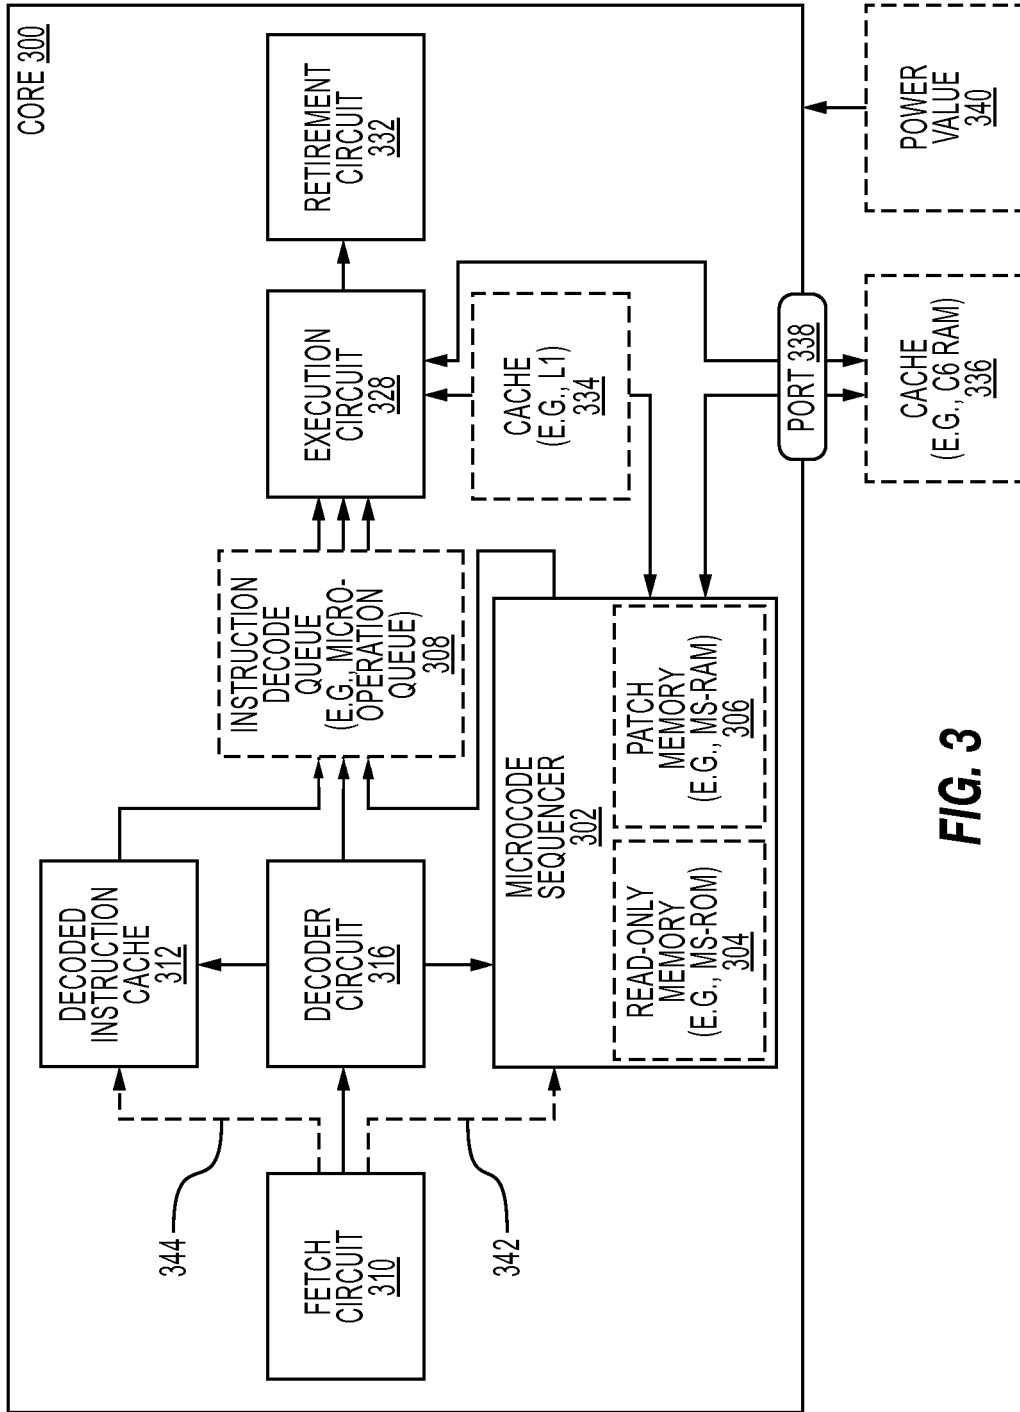 CORE 300
FETCH
CIRCUIT
310
344
342
DECODED
INSTRUCTION
CACHE
312
DECODER
CIRCUIT
316
MICROCODE
SEQUENCER
302
READ-ONLY
MEMORY
(E.G., MS-ROM)
304
PATCH
MEMORY
(E.G., MS-RAM)
306
INSTRUCTION
DECODE
QUEUE
(E.G., MICRO-
OPERATION
QUEUE)
308
EXECUTION
CIRCUIT
328
RETIREMENT
CIRCUIT
332
CACHE
(E.G., L1)
334
PORT 338
CACHE
(E.G., C6 RAM)
336
POWER
VALUE
340
FIG. 3